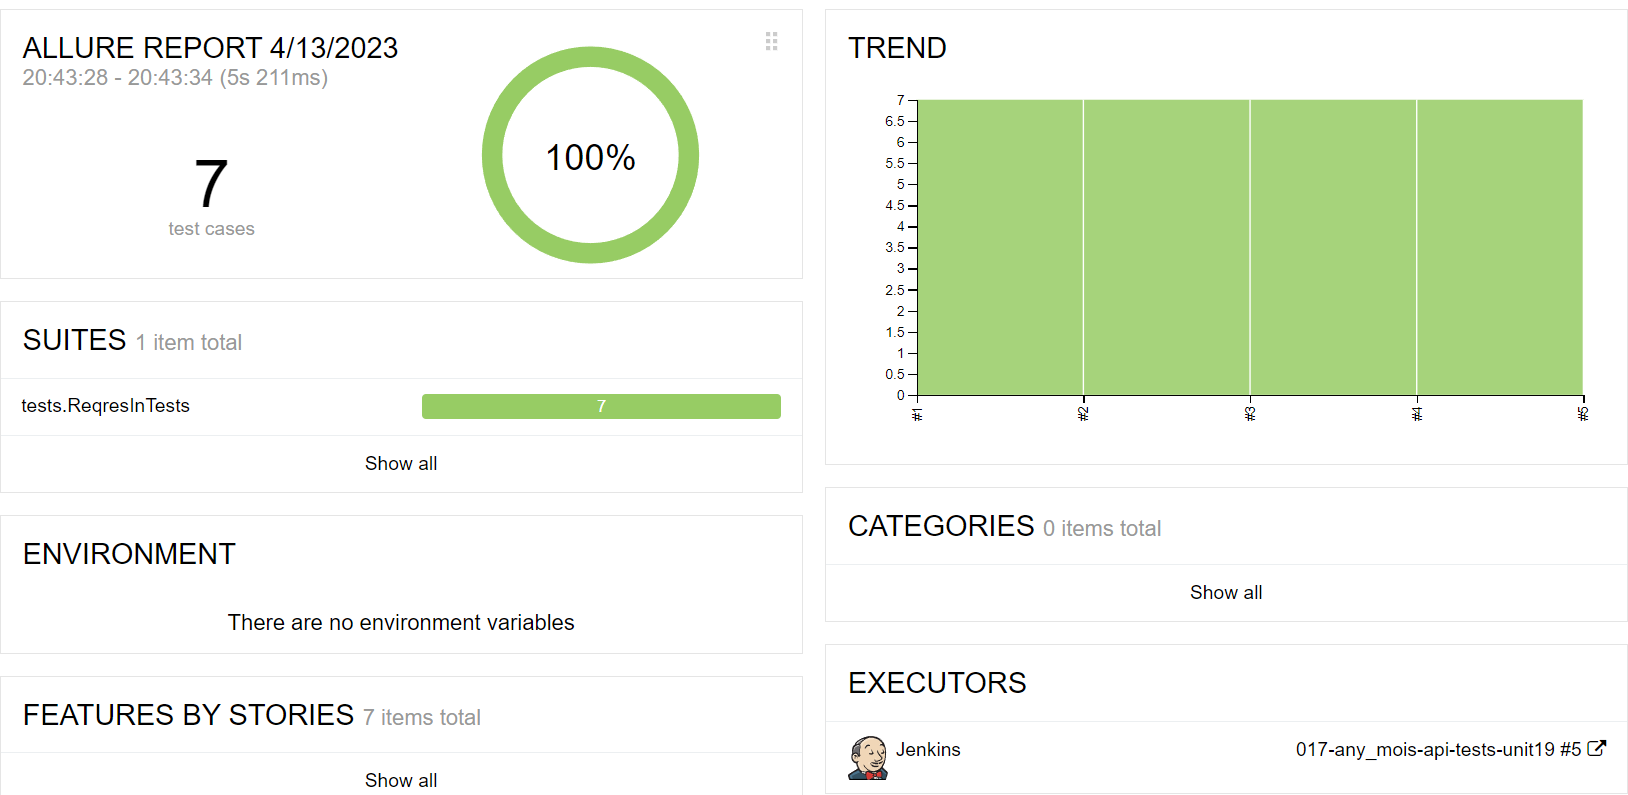 ALLURE REPORT 4/13/2023
20:43:28 - 20:43:34 (5s 211ms)
7
test cases
100%
SUITES 1 item total
tests.ReqresInTests 7
Show all
ENVIRONMENT
There are no environment variables
FEATURES BY STORIES 7 items total
Show all
TREND
7
6.5
6
5.5
5
4.5
4
3.5
3
2.5
2
1.5
1
0.5
0
#1 #2 #3 #4 #5
CATEGORIES 0 items total
Show all
EXECUTORS
Jenkins 017-any_mois-api-tests-unit19 #5